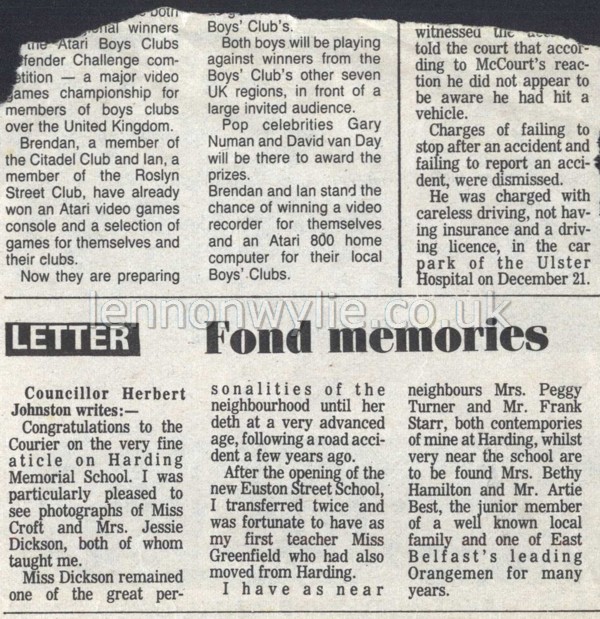 both
winners
the Atari Boys Clubs
fender Challenge com-
etition — a major video
ames championship for
members of boys clubs
over the United Kingdom.
Brendan, a member of
the Citadel Club and Ian, a
member of the Roslyn
Street Club, have already
won an Atari video games
console and a selection of
games for themselves and
their clubs.
Now they are preparing
Boys' Club's.
Both boys will be playing
against winners from the
Boys' Club's other seven
UK regions, in front of a
large invited audience.
Pop celebrities Gary
Numan and David van Day
will be there to award the
prizes.
Brendan and Ian stand the
chance of winning a video
recorder for themselves
and an Atari 800 home
computer for their local
Boys' Clubs.
witnessed the
told the court that accor-
ding to McCourt's reac-
tion he did not appear to
be aware he had hit a
vehicle.
Charges of failing to
stop after an accident and
failing to report an acci-
dent, were dismissed.
He was charged with
careless driving, not hav-
ing insurance and a driv-
ing licence, in the car
park of the Ulster
Hospital on December 21.
lennonwylie.co.uk
LETTER
Fond memories
Councillor Herbert
Johnston writes:—
Congratulations to the
Courier on the very fine
aticle on Harding
Memorial School. I was
particularly pleased to
see photographs of Miss
Croft and Mrs. Jessie
Dickson, both of whom
taught me.
Miss Dickson remained
one of the great per-
sonalities of the
neighbourhood until her
deth at a very advanced
age, following a road acci-
dent a few years ago.
After the opening of the
new Euston Street School,
I transferred twice and
was fortunate to have as
my first teacher Miss
Greenfield who had also
moved from Harding.
I have as near
neighbours Mrs. Peggy
Turner and Mr. Frank
Starr, both contempories
of mine at Harding, whilst
very near the school are
to be found Mrs. Bethy
Hamilton and Mr. Artie
Best, the junior member
of a well known local
family and one of East
Belfast's leading
Orangemen for many
years.